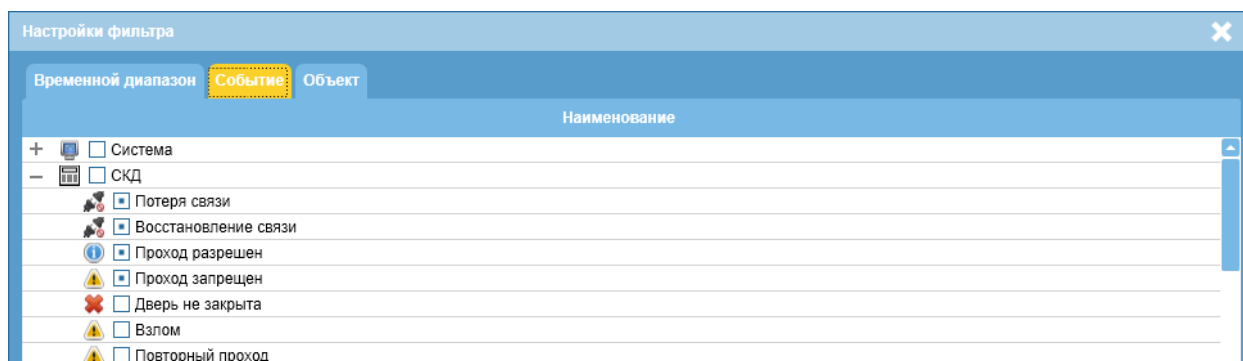 Настройки фильтра
Временной диапазон Событие Объект
Наименование
Система
СКД
Потеря связи
Восстановление связи
Проход разрешен
Проход запрещен
Дверь не закрыта
Взлом
Повторный проход